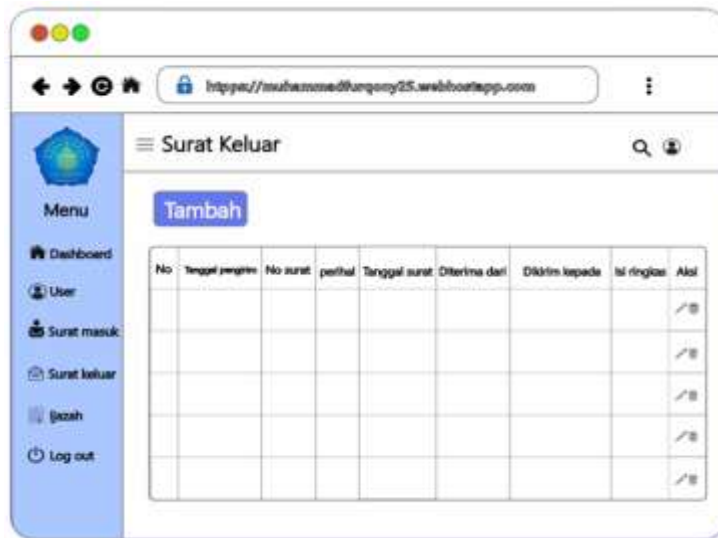 htpps://muhammadfurqony25.webhostapp.com
Surat Keluar
Menu
Tambah
Dashboard
User
Surat masuk
Surat keluar
Ijazah
Log out
No Tanggal pengirim No surat perihal Tanggal surat Diterima dari Dikirim kepada Isi ringkas Aksi